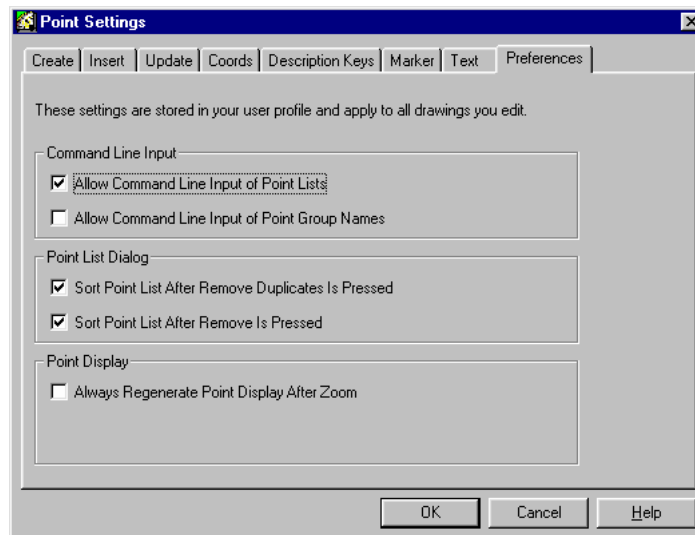 Point Settings
Create Insert Update Coords Description Keys Marker Text Preferences
These settings are stored in your user profile and apply to all drawings you edit.
Command Line Input
Allow Command Line Input of Point Lists
Allow Command Line Input of Point Group Names
Point List Dialog
Sort Point List After Remove Duplicates Is Pressed
Sort Point List After Remove Is Pressed
Point Display
Always Regenerate Point Display After Zoom
OK Cancel Help